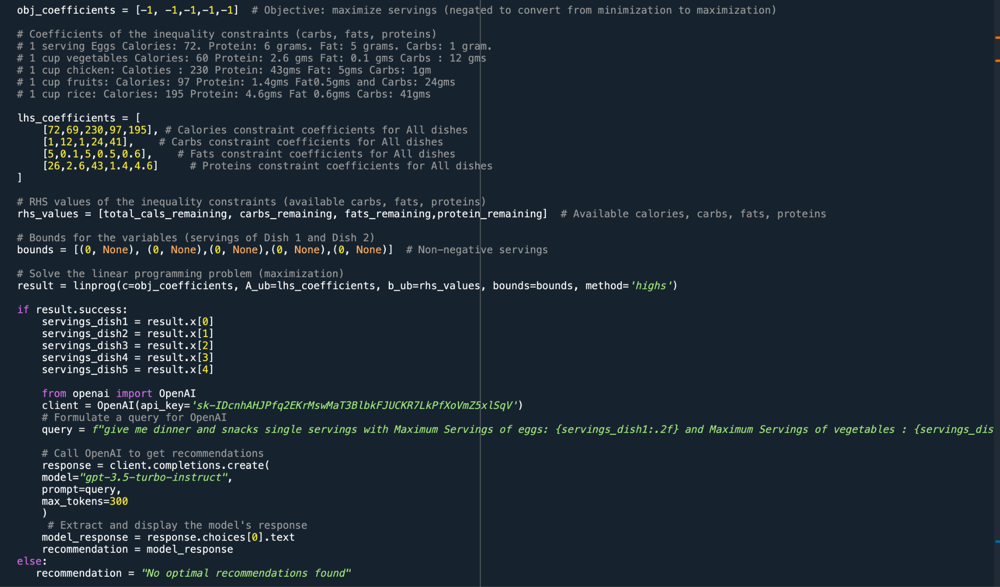 obj_coefficients = [-1, -1,-1,-1,-1]  # Objective: maximize servings (negated to convert from minimization to maximization)
# Coefficients of the inequality constraints (carbs, fats, proteins)
# 1 serving Eggs Calories: 72. Protein: 6 grams. Fat: 5 grams. Carbs: 1 gram.
# 1 cup vegetables Calories: 60 Protein: 2.6 gms Fat: 0.1 gms Carbs : 12 gms
# 1 cup chicken: Caloties : 230 Protein: 43gms Fat: 5gms Carbs: 1gm
# 1 cup fruits: Calories: 97 Protein: 1.4gms Fat0.5gms and Carbs: 24gms
# 1 cup rice: Calories: 195 Protein: 4.6gms Fat 0.6gms Carbs: 41gms
lhs_coefficients = [
[72,69,230,97,195], # Calories constraint coefficients for All dishes
[1,12,1,24,41],    # Carbs constraint coefficients for All dishes
[5,0.1,5,0.5,0.6],    # Fats constraint coefficients for All dishes
[26,2.6,43,1.4,4.6]     # Proteins constraint coefficients for All dishes
]
# RHS values of the inequality constraints (available carbs, fats, proteins)
rhs_values = [total_cals_remaining, carbs_remaining, fats_remaining,protein_remaining]  # Available calories, carbs, fats, proteins
# Bounds for the variables (servings of Dish 1 and Dish 2)
bounds = [(0, None), (0, None),(0, None),(0, None),(0, None)]  # Non-negative servings
# Solve the linear programming problem (maximization)
result = linprog(c=obj_coefficients, A_ub=lhs_coefficients, b_ub=rhs_values, bounds=bounds, method='highs')
if result.success:
servings_dish1 = result.x[0]
servings_dish2 = result.x[1]
servings_dish3 = result.x[2]
servings_dish4 = result.x[3]
servings_dish5 = result.x[4]
from openai import OpenAI
client = OpenAI(api_key='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')
# Formulate a query for OpenAI
query = f"give me dinner and snacks single servings with Maximum Servings of eggs: {servings_dish1:.2f} and Maximum Servings of vegetables : {servings_dis
# Call OpenAI to get recommendations
response = client.completions.create(
model="gpt-3.5-turbo-instruct",
prompt=query,
max_tokens=300
)
# Extract and display the model's response
model_response = response.choices[0].text
recommendation = model_response
else:
recommendation = "No optimal recommendations found"